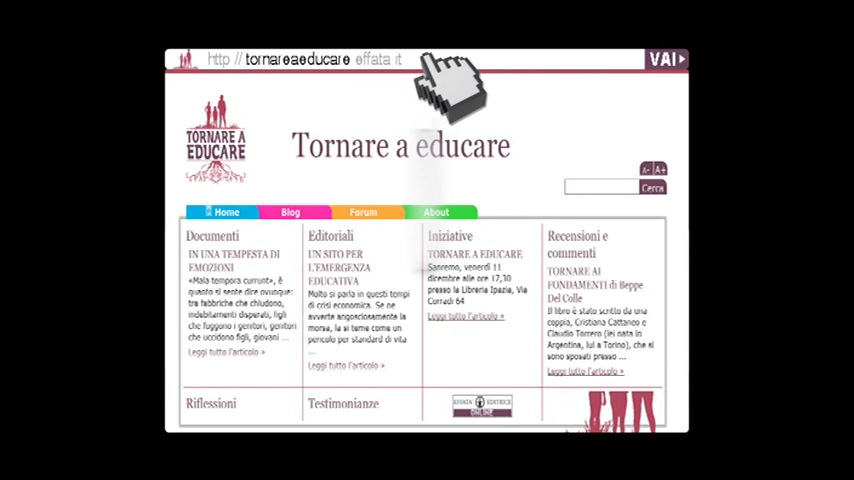 http // tornareaeducare effata it
VAI
TORNARE A
EDUCARE
Tornare a educare
A- A+
Cerca
Home
Blog
Forum
About
Documenti
IN UNA TEMPESTA DI
EMOZIONI
«Mala tempora currunt», è
quanto si sente dire ovunque:
tra fabbriche che chiudono,
indebitamenti disperati, figli
che fuggono i genitori, genitori
che uccidono figli, giovani ...
Leggi tutto l'articolo »
Editoriali
UN SITO PER
L'EMERGENZA
EDUCATIVA
Molto si parla in questi tempi
di crisi economica. Se ne
avverte angosciosamente la
morsa, la si teme come un
pericolo per standard di vita
...
Leggi tutto l'articolo »
Iniziative
TORNARE A EDUCARE
Sanremo, venerdì 11
dicembre alle ore 17,30
presso la Libreria Ipazia, Via
Corradi 64
Leggi tutto l'articolo »
Recensioni e
commenti
TORNARE AI
FONDAMENTI di Beppe
Del Colle
Il libro è stato scritto da una
coppia, Cristiana Cattaneo e
Claudio Torrero (lei nata in
Argentina, lui a Torino), che si
sono sposati presso ...
Leggi tutto l'articolo »
Riflessioni
Testimonianze
EFFATA' EDITRICE
ONLINE